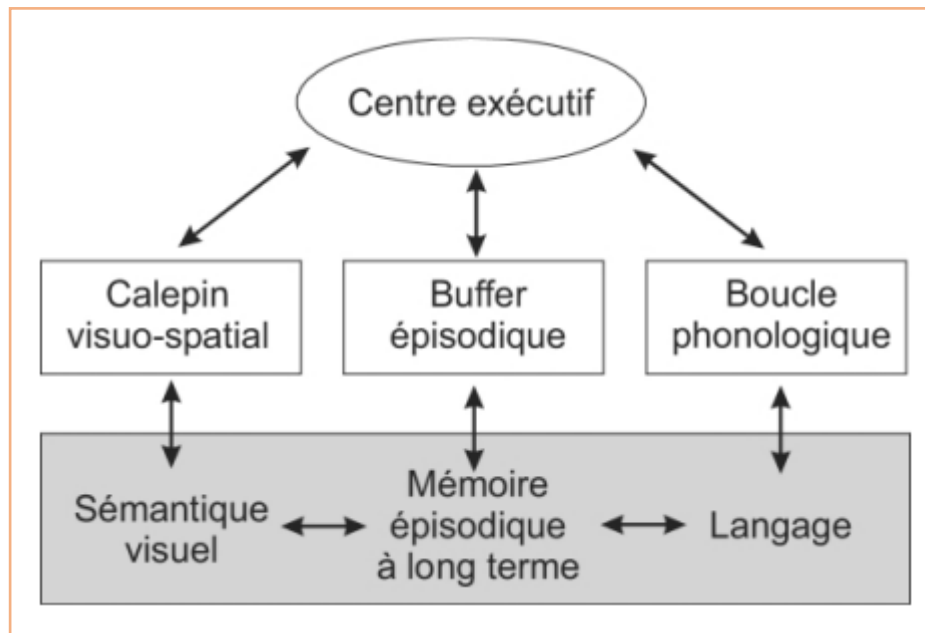 Centre exécutif
Calepin
visuo-spatial
Buffer
épisodique
Boucle
phonologique
Sémantique
visuel
Mémoire
épisodique
à long terme
Langage